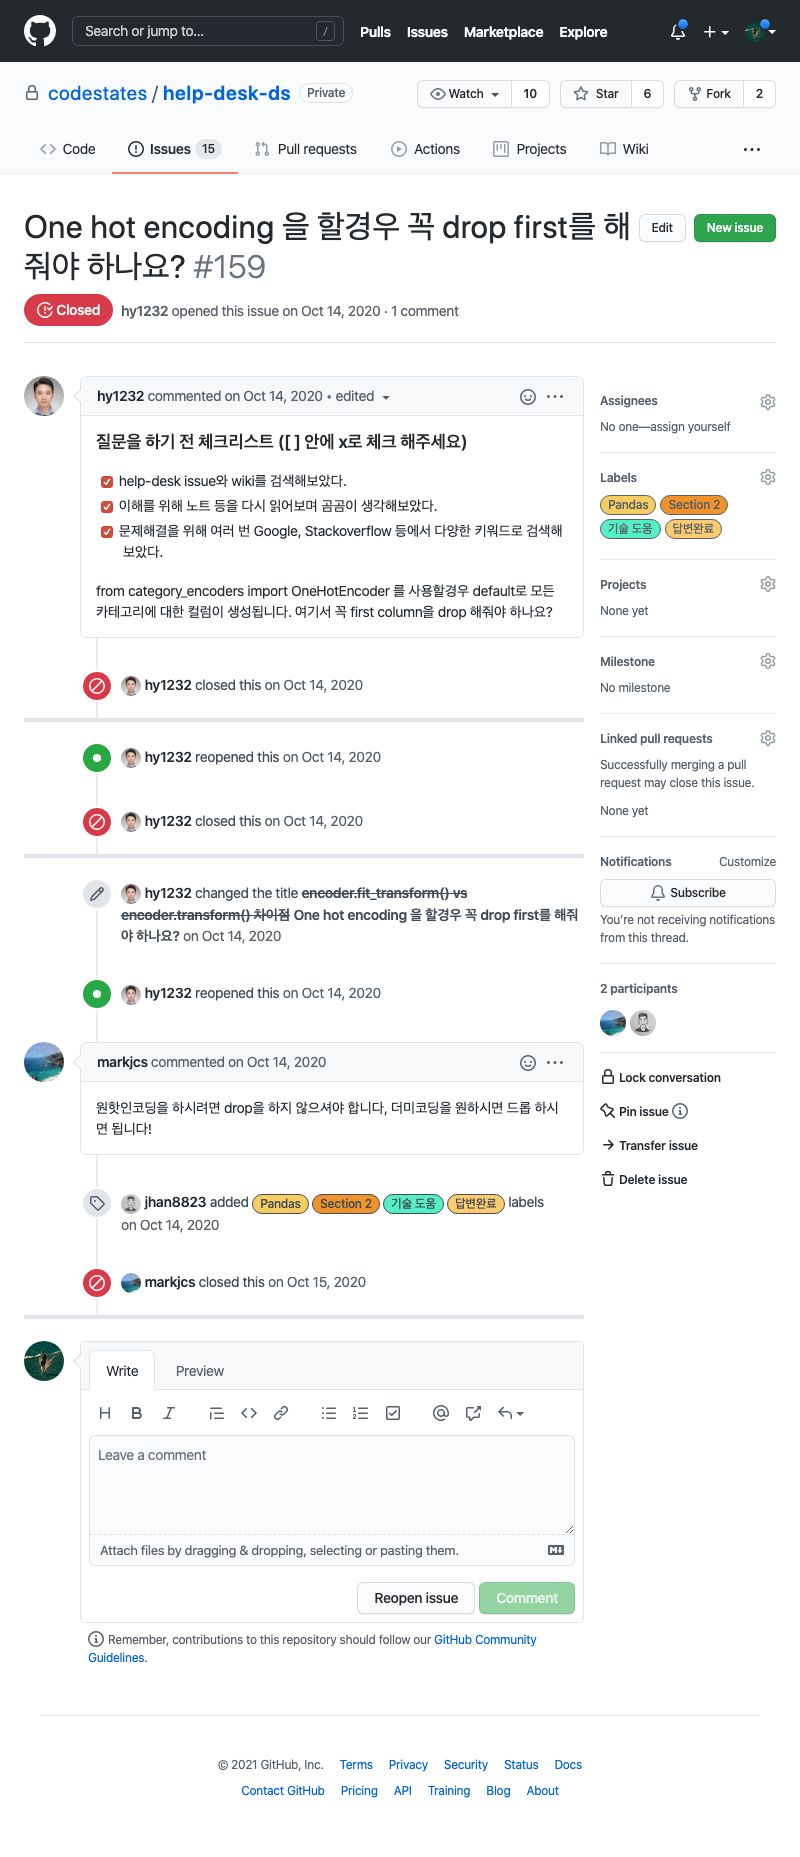 Search or jump to... /
Pulls Issues Marketplace Explore
codestates / help-desk-ds Private
Watch 10 Star 6 Fork 2
Code Issues 15 Pull requests Actions Projects Wiki ...
One hot encoding 을 할경우 꼭 drop first를 해
줘야 하나요? #159
Edit New issue
Closed hy1232 opened this issue on Oct 14, 2020 · 1 comment
hy1232 commented on Oct 14, 2020 • edited
질문을 하기 전 체크리스트 ([ ] 안에 x로 체크 해주세요)
help-desk issue와 wiki를 검색해보았다.
이해를 위해 노트 등을 다시 읽어보며 곰곰이 생각해보았다.
문제해결을 위해 여러 번 Google, Stackoverflow 등에서 다양한 키워드로 검색해
보았다.
from category_encoders import OneHotEncoder 를 사용할경우 default로 모든
카테고리에 대한 컬럼이 생성됩니다. 여기서 꼭 first column을 drop 해줘야 하나요?
hy1232 closed this on Oct 14, 2020
hy1232 reopened this on Oct 14, 2020
hy1232 closed this on Oct 14, 2020
hy1232 changed the title encoder.fit_transform() vs
encoder.transform() 차이점 One hot encoding 을 할경우 꼭 drop first를 해줘
야 하나요? on Oct 14, 2020
hy1232 reopened this on Oct 14, 2020
markjcs commented on Oct 14, 2020
원핫인코딩을 하시려면 drop을 하지 않으셔야 합니다, 더미코딩을 원하시면 드롭 하시
면 됩니다!
jhan8823 added Pandas Section 2 기술 도움 답변완료 labels
on Oct 14, 2020
markjcs closed this on Oct 15, 2020
Write Preview
H B I @
Leave a comment
Attach files by dragging & dropping, selecting or pasting them.
Reopen issue Comment
Remember, contributions to this repository should follow our GitHub Community
Guidelines.
Assignees
No one—assign yourself
Labels
Pandas Section 2
기술 도움 답변완료
Projects
None yet
Milestone
No milestone
Linked pull requests
Successfully merging a pull
request may close this issue.
None yet
Notifications Customize
Subscribe
You're not receiving notifications
from this thread.
2 participants
Lock conversation
Pin issue
Transfer issue
Delete issue
© 2021 GitHub, Inc. Terms Privacy Security Status Docs
Contact GitHub Pricing API Training Blog About